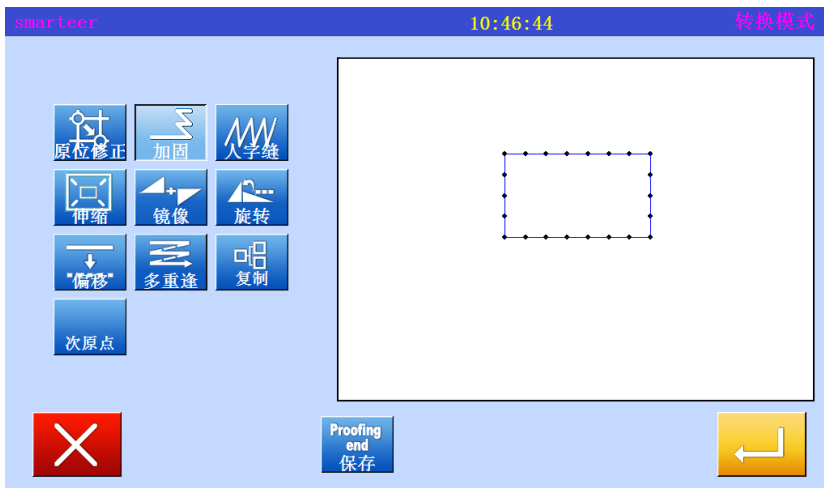 smarteer
10:46:44
转换模式
原位修正
加固
人字缝
伸缩
镜像
旋转
"偏移"
多重逢
复制
次原点
Proofing
end
保存